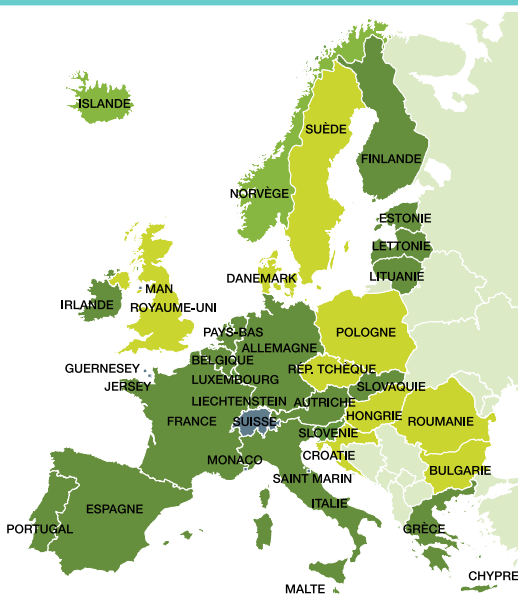 ISLANDE
SUÈDE
FINLANDE
NORVÈGE
ESTONIE
LETTONIE
LITUANIE
DANEMARK
MAN
IRLANDE
ROYAUME-UNI
PAYS-BAS
POLOGNE
ALLEMAGNE
BELGIQUE
GUERNESEY
RÉP. TCHÈQUE
LUXEMBOURG
JERSEY
SLOVAQUIE
LIECHTENSTEIN
AUTRICHE
HONGRIE
FRANCE
SUISSE
ROUMANIE
SLOVENIE
CROATIE
MONACO
BULGARIE
SAINT MARIN
ITALIE
ESPAGNE
PORTUGAL
GRÈCE
CHYPRE
MALTE